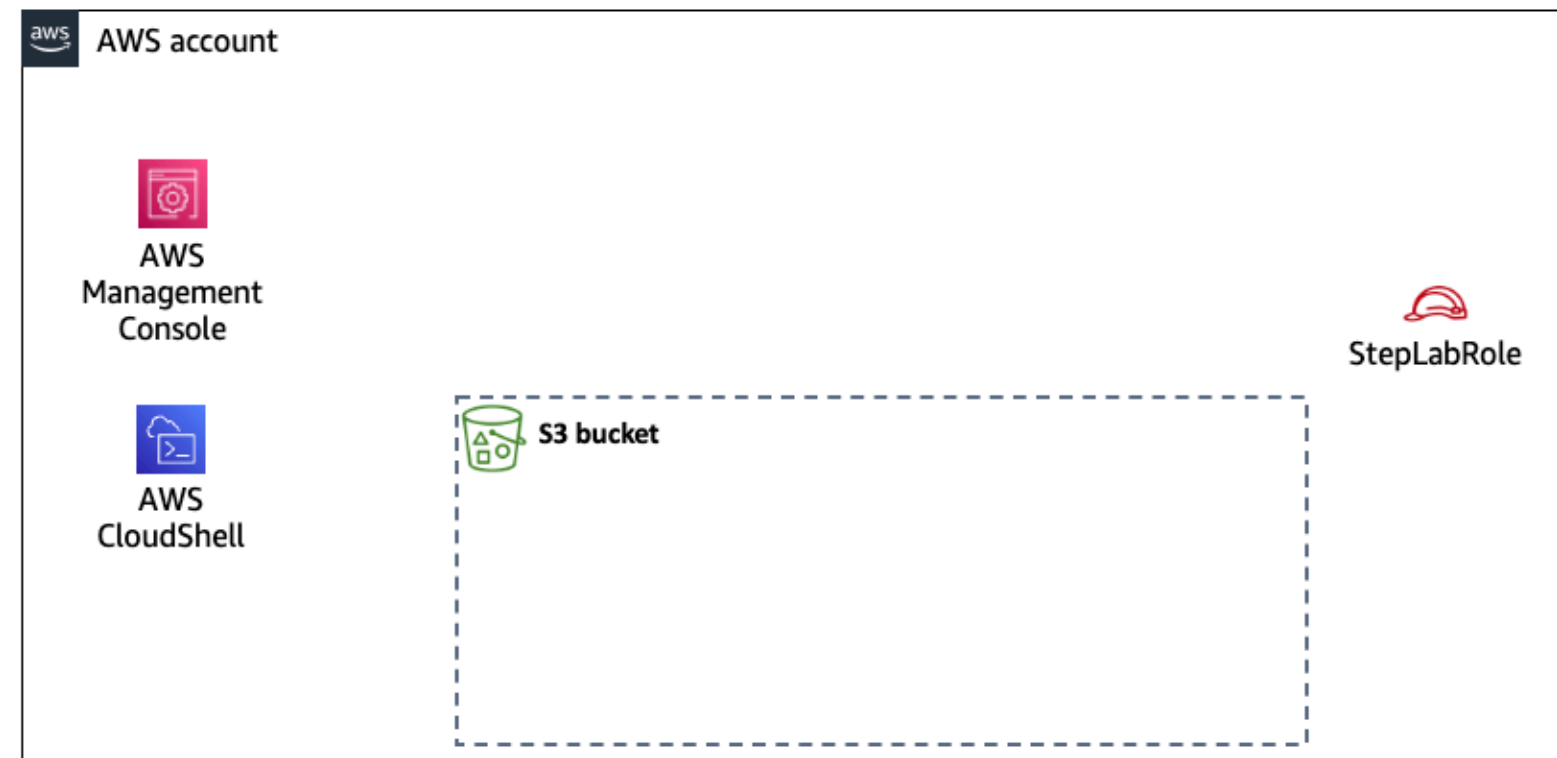 aws
AWS account
AWS
Management
Console
StepLabRole
AWS
CloudShell
S3 bucket